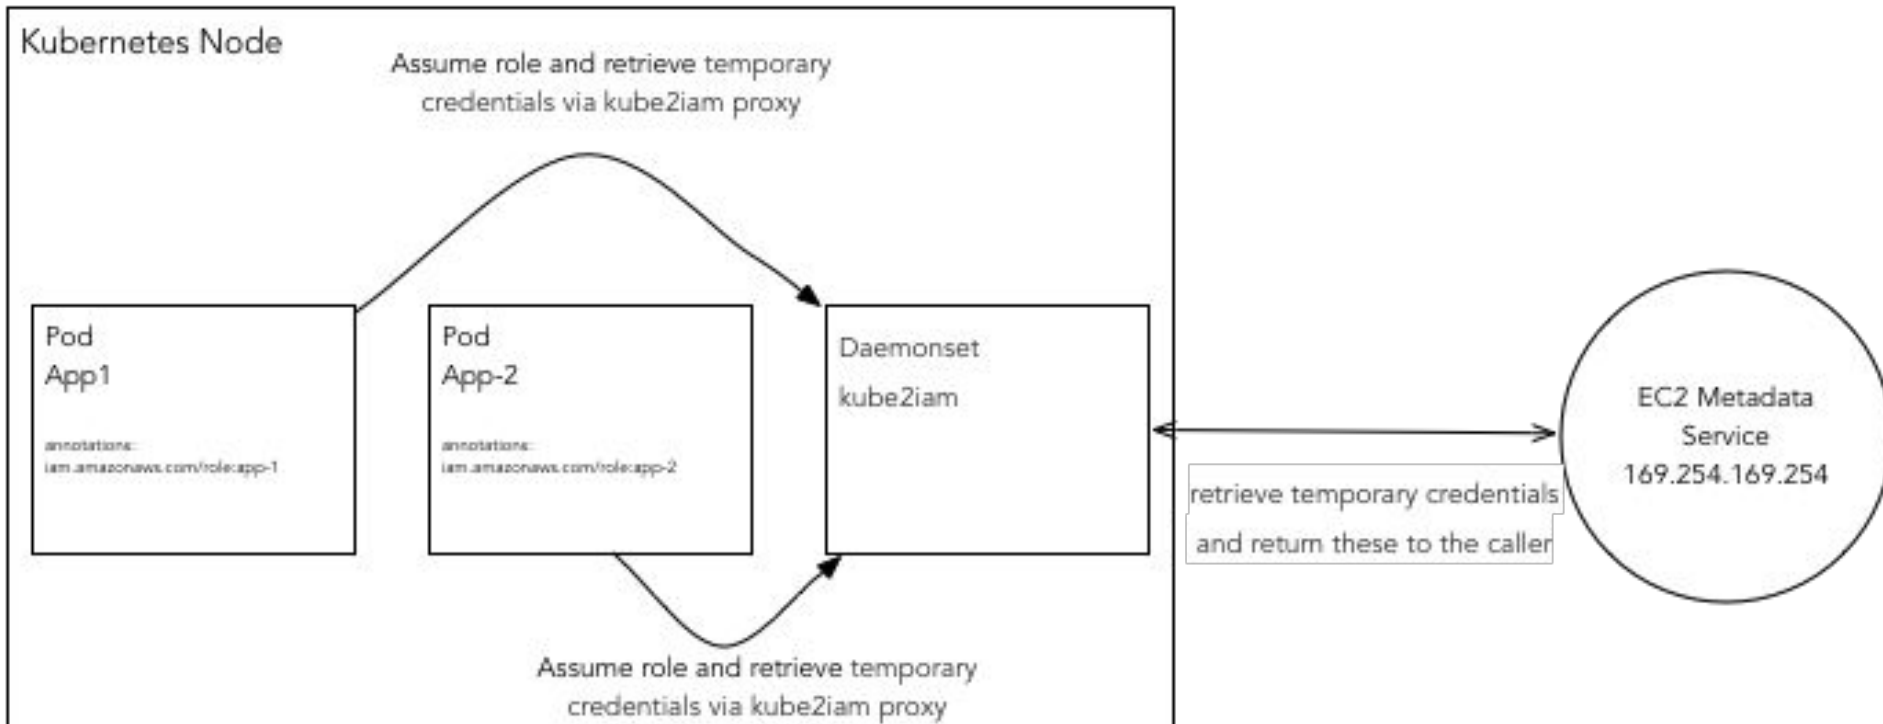 Kubernetes Node
Assume role and retrieve temporary
credentials via kube2iam proxy
Pod
App1
annotations:
iam.amazonaws.com/role:app-1
Pod
App-2
annotations:
iam.amazonaws.com/role:app-2
Daemonset
kube2iam
EC2 Metadata
Service
169.254.169.254
retrieve temporary credentials
and return these to the caller
Assume role and retrieve temporary
credentials via kube2iam proxy